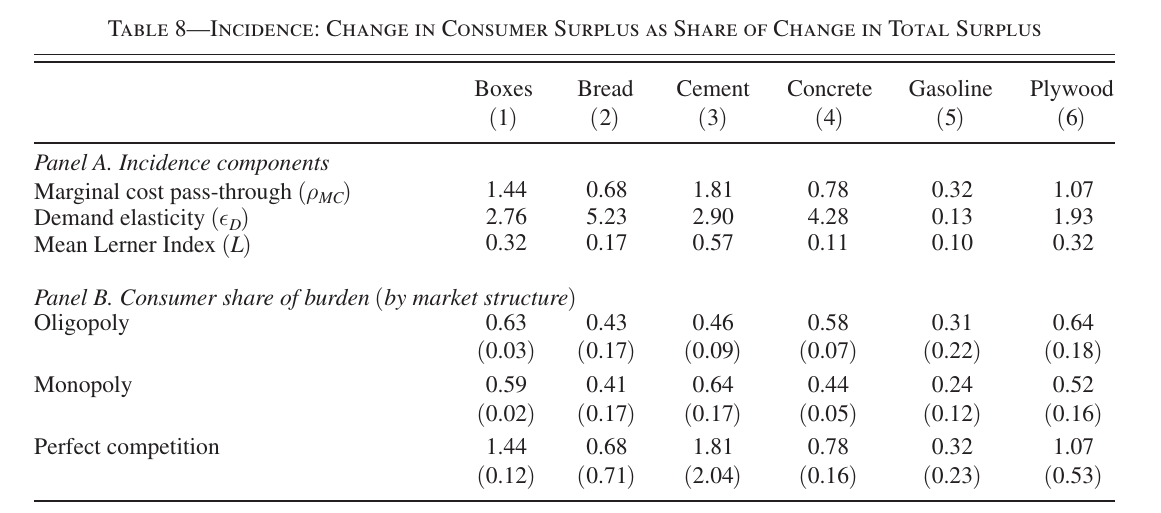 TABLE 8—INCIDENCE: CHANGE IN CONSUMER SURPLUS AS SHARE OF CHANGE IN TOTAL SURPLUS
Boxes Bread Cement Concrete Gasoline Plywood
(1) (2) (3) (4) (5) (6)
Panel A. Incidence components
Marginal cost pass-through (ρMC) 1.44 0.68 1.81 0.78 0.32 1.07
Demand elasticity (ϵD) 2.76 5.23 2.90 4.28 0.13 1.93
Mean Lerner Index (L) 0.32 0.17 0.57 0.11 0.10 0.32
Panel B. Consumer share of burden (by market structure)
Oligopoly 0.63 0.43 0.46 0.58 0.31 0.64
(0.03) (0.17) (0.09) (0.07) (0.22) (0.18)
Monopoly 0.59 0.41 0.64 0.44 0.24 0.52
(0.02) (0.17) (0.17) (0.05) (0.12) (0.16)
Perfect competition 1.44 0.68 1.81 0.78 0.32 1.07
(0.12) (0.71) (2.04) (0.16) (0.23) (0.53)